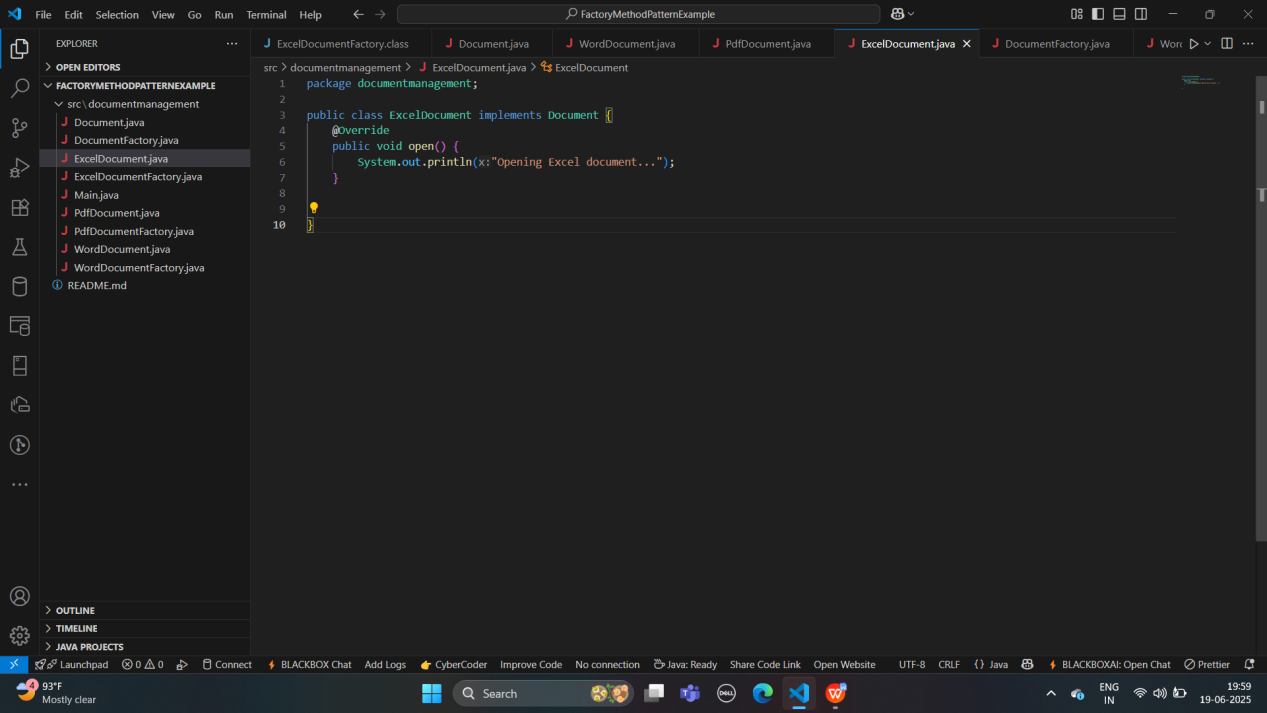 File Edit Selection View Go Run Terminal Help
FactoryMethodPatternExample
EXPLORER
OPEN EDITORS
FACTORYMETHODPATTERNEXAMPLE
src\documentmanagement
Document.java
DocumentFactory.java
ExcelDocument.java
ExcelDocumentFactory.java
Main.java
PdfDocument.java
PdfDocumentFactory.java
WordDocument.java
WordDocumentFactory.java
README.md
OUTLINE
TIMELINE
JAVA PROJECTS
ExcelDocumentFactory.class Document.java WordDocument.java PdfDocument.java ExcelDocument.java DocumentFactory.java Word
src > documentmanagement > ExcelDocument.java > ExcelDocument
1 package documentmanagement;
2
3 public class ExcelDocument implements Document {
4 @Override
5 public void open() {
6 System.out.println(x:"Opening Excel document...");
7 }
8
9
10 }
Launchpad 0 0 Connect BLACKBOX Chat Add Logs CyberCoder Improve Code No connection Java: Ready Share Code Link Open Website UTF-8 CRLF {} Java BLACKBOXAI: Open Chat Prettier
4 93°F
Mostly clear
Search
DELL
ENG
IN
19:59
19-06-2025